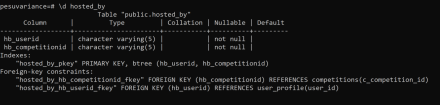 pesuvariance=# \d hosted_by
Table "public.hosted_by"
Column | Type | Collation | Nullable | Default
hb_userid | character varying(5) | | not null |
hb_competitionid | character varying(5) | | not null |
Indexes:
"hosted_by_pkey" PRIMARY KEY, btree (hb_userid, hb_competitionid)
Foreign-key constraints:
"hosted_by_hb_competitionid_fkey" FOREIGN KEY (hb_competitionid) REFERENCES competitions(c_competition_id)
"hosted_by_hb_userid_fkey" FOREIGN KEY (hb_userid) REFERENCES user_profile(user_id)